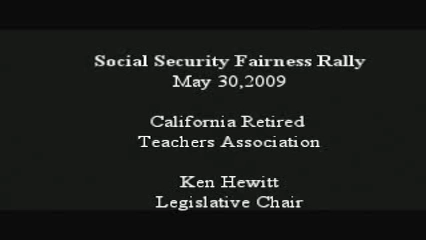 Social Security Fairness Rally
May 30,2009
California Retired
Teachers Association
Ken Hewitt
Legislative Chair